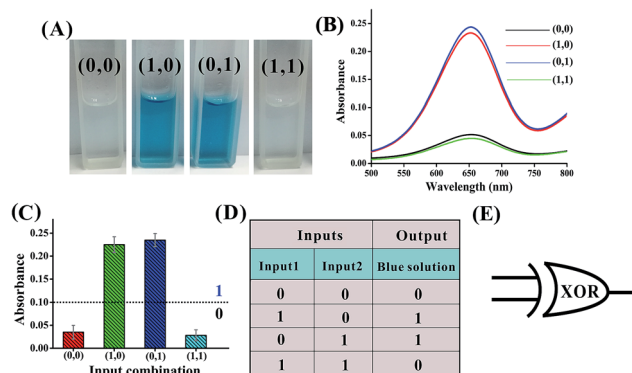 (A)
(0,0) (1,0) (0,1) (1,1)
(B)
Absorbance
0.25
0.20
0.15
0.10
0.05
0.00
500 550 600 650 700 750 800
Wavelength (nm)
(0,0)
(1,0)
(0,1)
(1,1)
(C)
Absorbance
0.25
0.20
0.15
0.10
0.05
0.00
1
0
(0,0) (1,0) (0,1) (1,1)
Input combination
(D)
Inputs Output
Input1 Input2 Blue solution
0 0 0
1 0 1
0 1 1
1 1 0
(E)
XOR